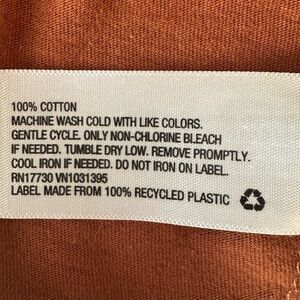 100% COTTON
MACHINE WASH COLD WITH LIKE COLORS.
GENTLE CYCLE. ONLY NON-CHLORINE BLEACH
IF NEEDED. TUMBLE DRY LOW. REMOVE PROMPTLY.
COOL IRON IF NEEDED. DO NOT IRON ON LABEL.
RN17730 VN1031395
LABEL MADE FROM 100% RECYCLED PLASTIC